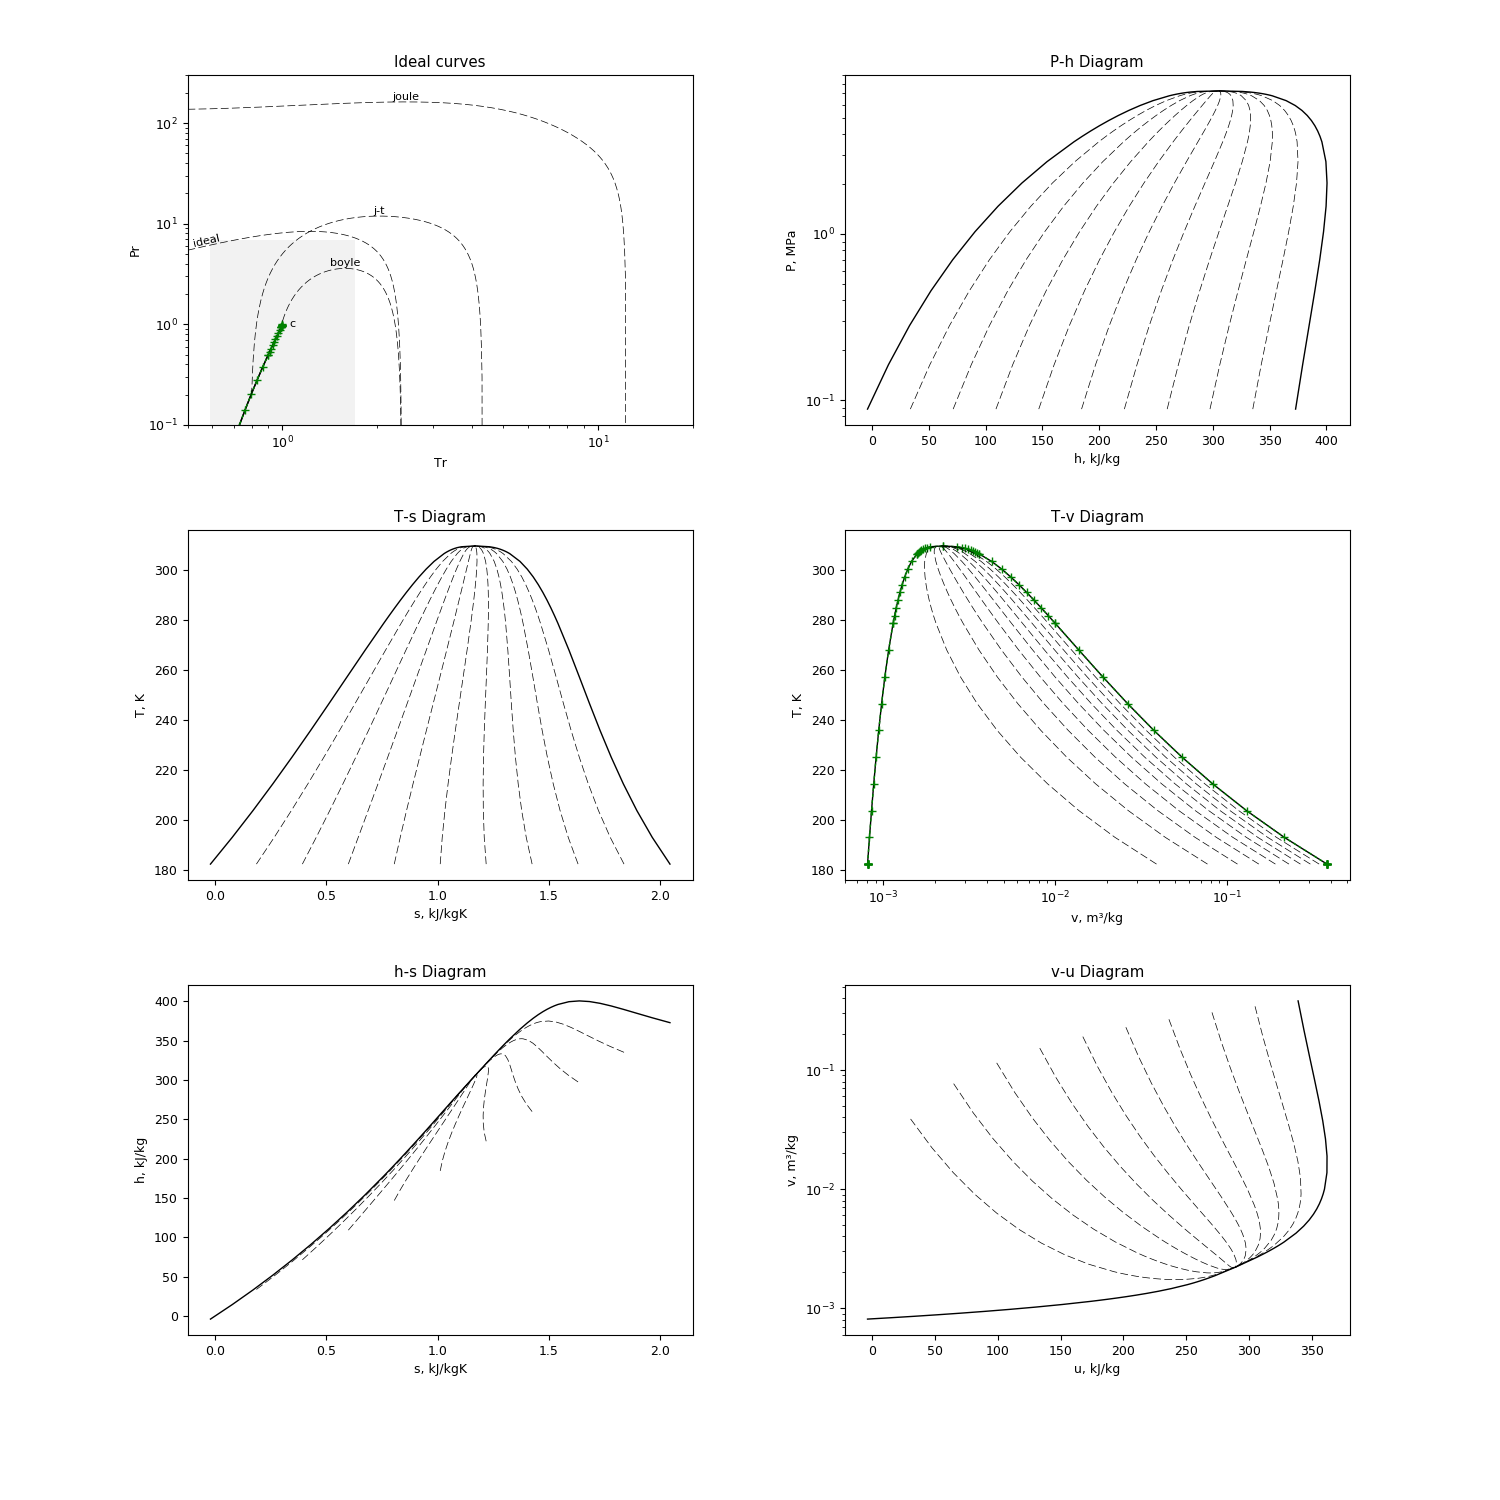 Ideal curves
joule
j-t
ideal
boyle
c
10²
10¹
10⁰
10⁻¹
Pr
10⁰ 10¹
Tr
P-h Diagram
10⁰
10⁻¹
P, MPa
0 50 100 150 200 250 300 350 400
h, kJ/kg
T-s Diagram
300
280
260
240
220
200
180
T, K
0.0 0.5 1.0 1.5 2.0
s, kJ/kgK
T-v Diagram
300
280
260
240
220
200
180
T, K
10⁻³ 10⁻² 10⁻¹
v, m³/kg
h-s Diagram
400
350
300
250
200
150
100
50
0
h, kJ/kg
0.0 0.5 1.0 1.5 2.0
s, kJ/kgK
v-u Diagram
10⁻¹
10⁻²
10⁻³
v, m³/kg
0 50 100 150 200 250 300 350
u, kJ/kg